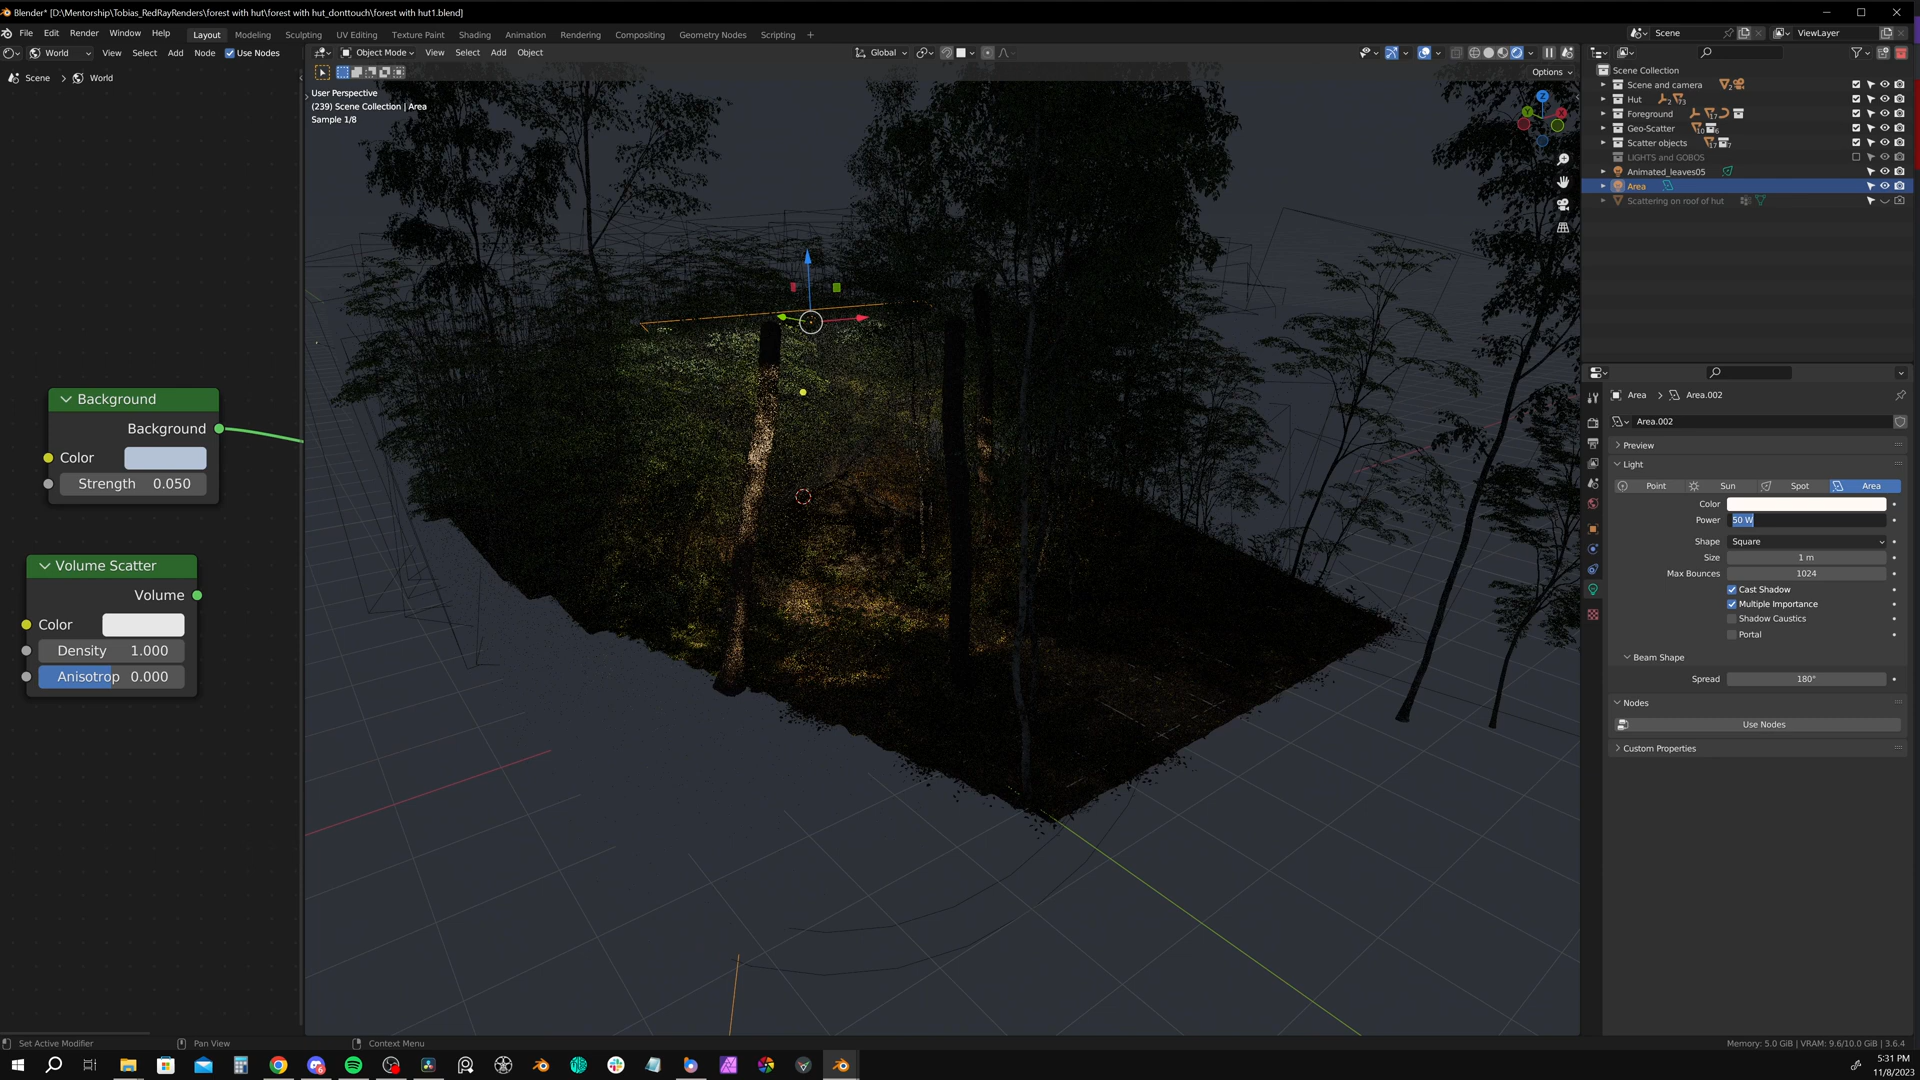 Blender* [D:\Mentorship\Tobias_RedRayRenders\forest with hut\forest with hut_donttouch\forest with hut1.blend]
File Edit Render Window Help
Layout Modeling Sculpting UV Editing Texture Paint Shading Animation Rendering Compositing Geometry Nodes Scripting +
Scene
ViewLayer
World
View Select Add Node Use Nodes
Object Mode View Select Add Object
Global
Options
Scene > World
User Perspective
(239) Scene Collection | Area
Sample 1/8
Z
Y
X
Background
Background
Color
Strength 0.050
Volume Scatter
Volume
Color
Density 1.000
Anisotrop 0.000
Scene Collection
Scene and camera 2
Hut 2 73
Foreground 17
Geo-Scatter 10 6
Scatter objects 17 7
LIGHTS and GOBOS
Animated_leaves05
Area
Scattering on roof of hut
Area > Area.002
Area.002
Preview
Light
Point Sun Spot Area
Color
Power 50 W
Shape Square
Size 1 m
Max Bounces 1024
Cast Shadow
Multiple Importance
Shadow Caustics
Portal
Beam Shape
Spread 180°
Nodes
Use Nodes
Custom Properties
Set Active Modifier
Pan View
Context Menu
Memory: 5.0 GiB | VRAM: 9.6/10.0 GiB | 3.6.4
5:31 PM
11/8/2023